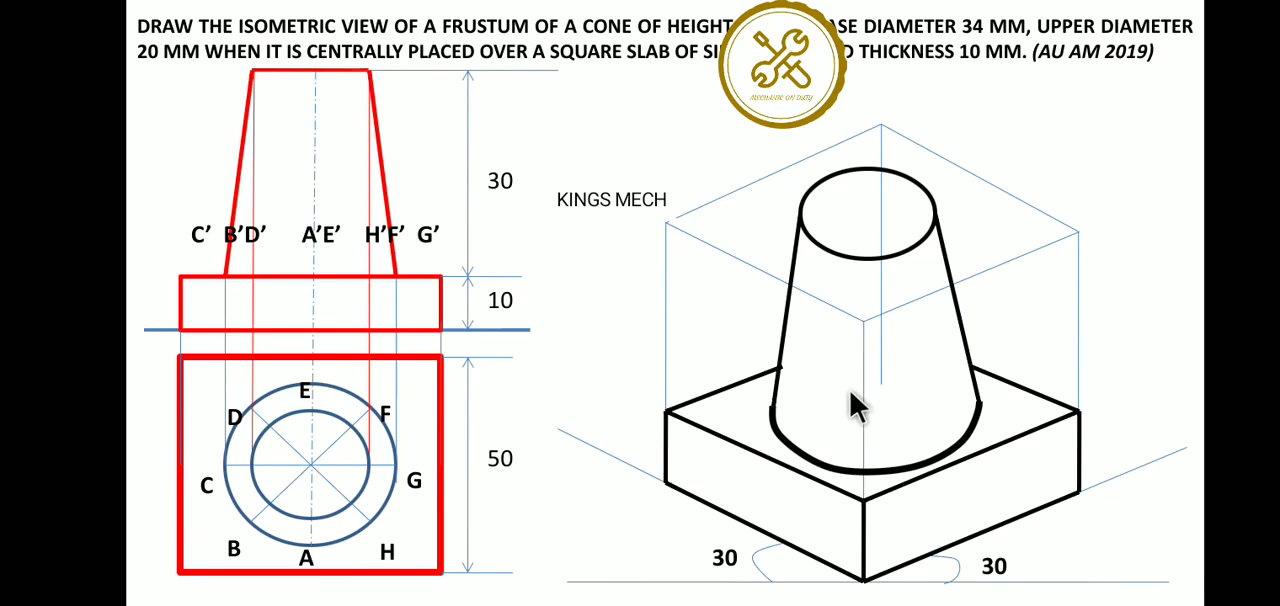 DRAW THE ISOMETRIC VIEW OF A FRUSTUM OF A CONE OF HEIGHT DIAMETER 34 MM, UPPER DIAMETER
20 MM WHEN IT IS CENTRALLY PLACED OVER A SQUARE SLAB OF THICKNESS 10 MM. (AU AM 2019)
MECHANIC ON DUTY
30
KINGS MECH
C’ B’D’ A’E’ H’F’ G’
10
E
D F
50
C G
B A H
30 30